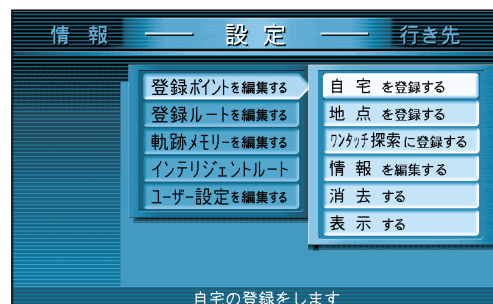 情報 設定 行き先
登録ポイントを編集する
登録ルートを編集する
軌跡メモリーを編集する
インテリジェントルート
ユーザー設定を編集する
自宅を登録する
地点を登録する
ワンタッチ探索に登録する
情報を編集する
消去する
表示する
自宅の登録をします